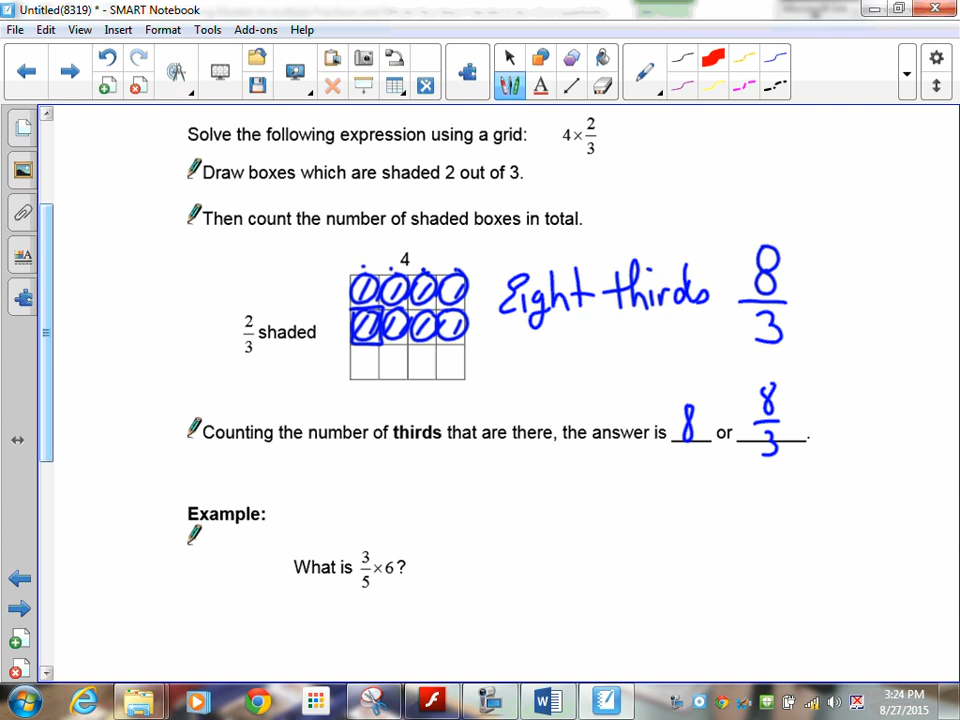 Untitled(8319) * - SMART Notebook
File Edit View Insert Format Tools Add-ons Help
Solve the following expression using a grid: 4 × 2/3
Draw boxes which are shaded 2 out of 3.
Then count the number of shaded boxes in total.
4
2/3 shaded
Eight thirds 8/3
Counting the number of thirds that are there, the answer is 8 or 8/3.
Example:
What is 3/5 × 6 ?
3:24 PM
8/27/2015